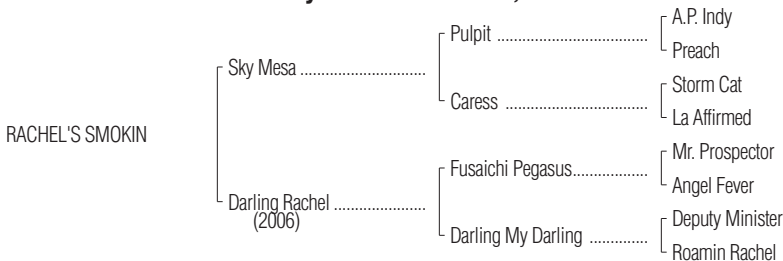 A.P. Indy
Pulpit ....................................
Preach
Sky Mesa ..............................
Storm Cat
Caress ..................................
La Affirmed
RACHEL'S SMOKIN
Mr. Prospector
Fusaichi Pegasus..................
Angel Fever
Darling Rachel ......................
(2006)
Deputy Minister
Darling My Darling ..............
Roamin Rachel